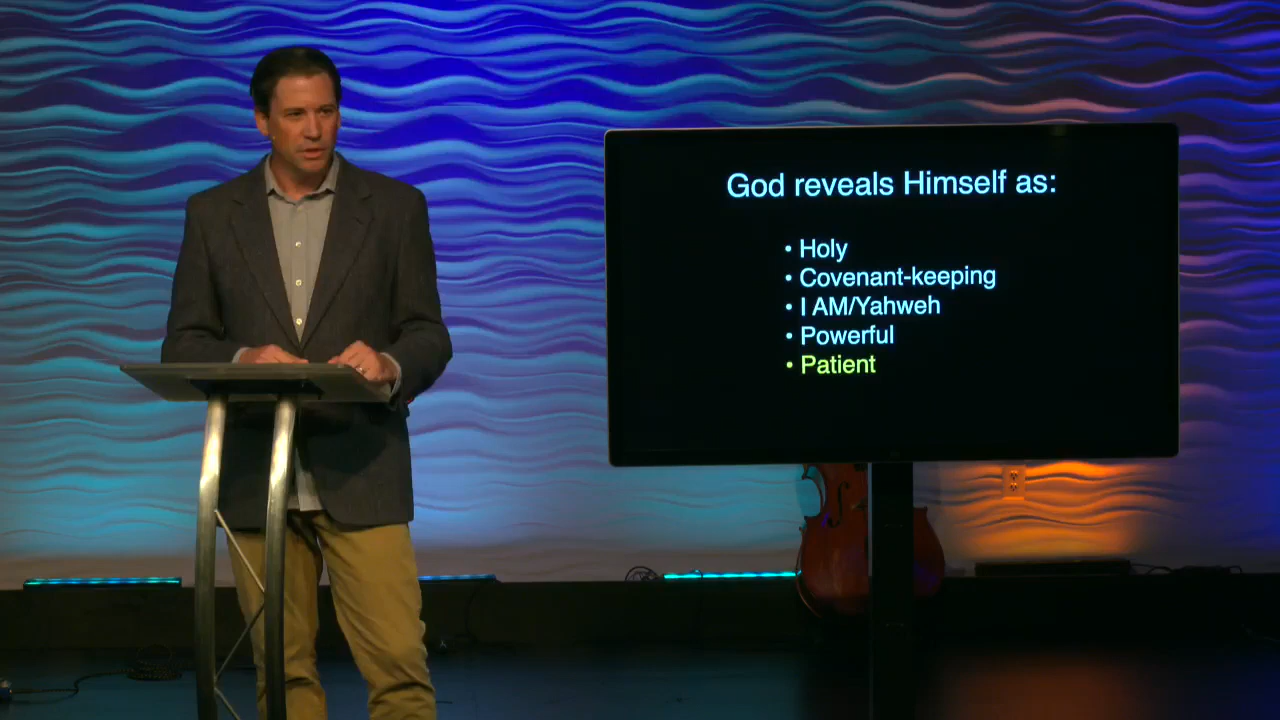 God reveals Himself as:
• Holy
• Covenant-keeping
• I AM/Yahweh
• Powerful
• Patient